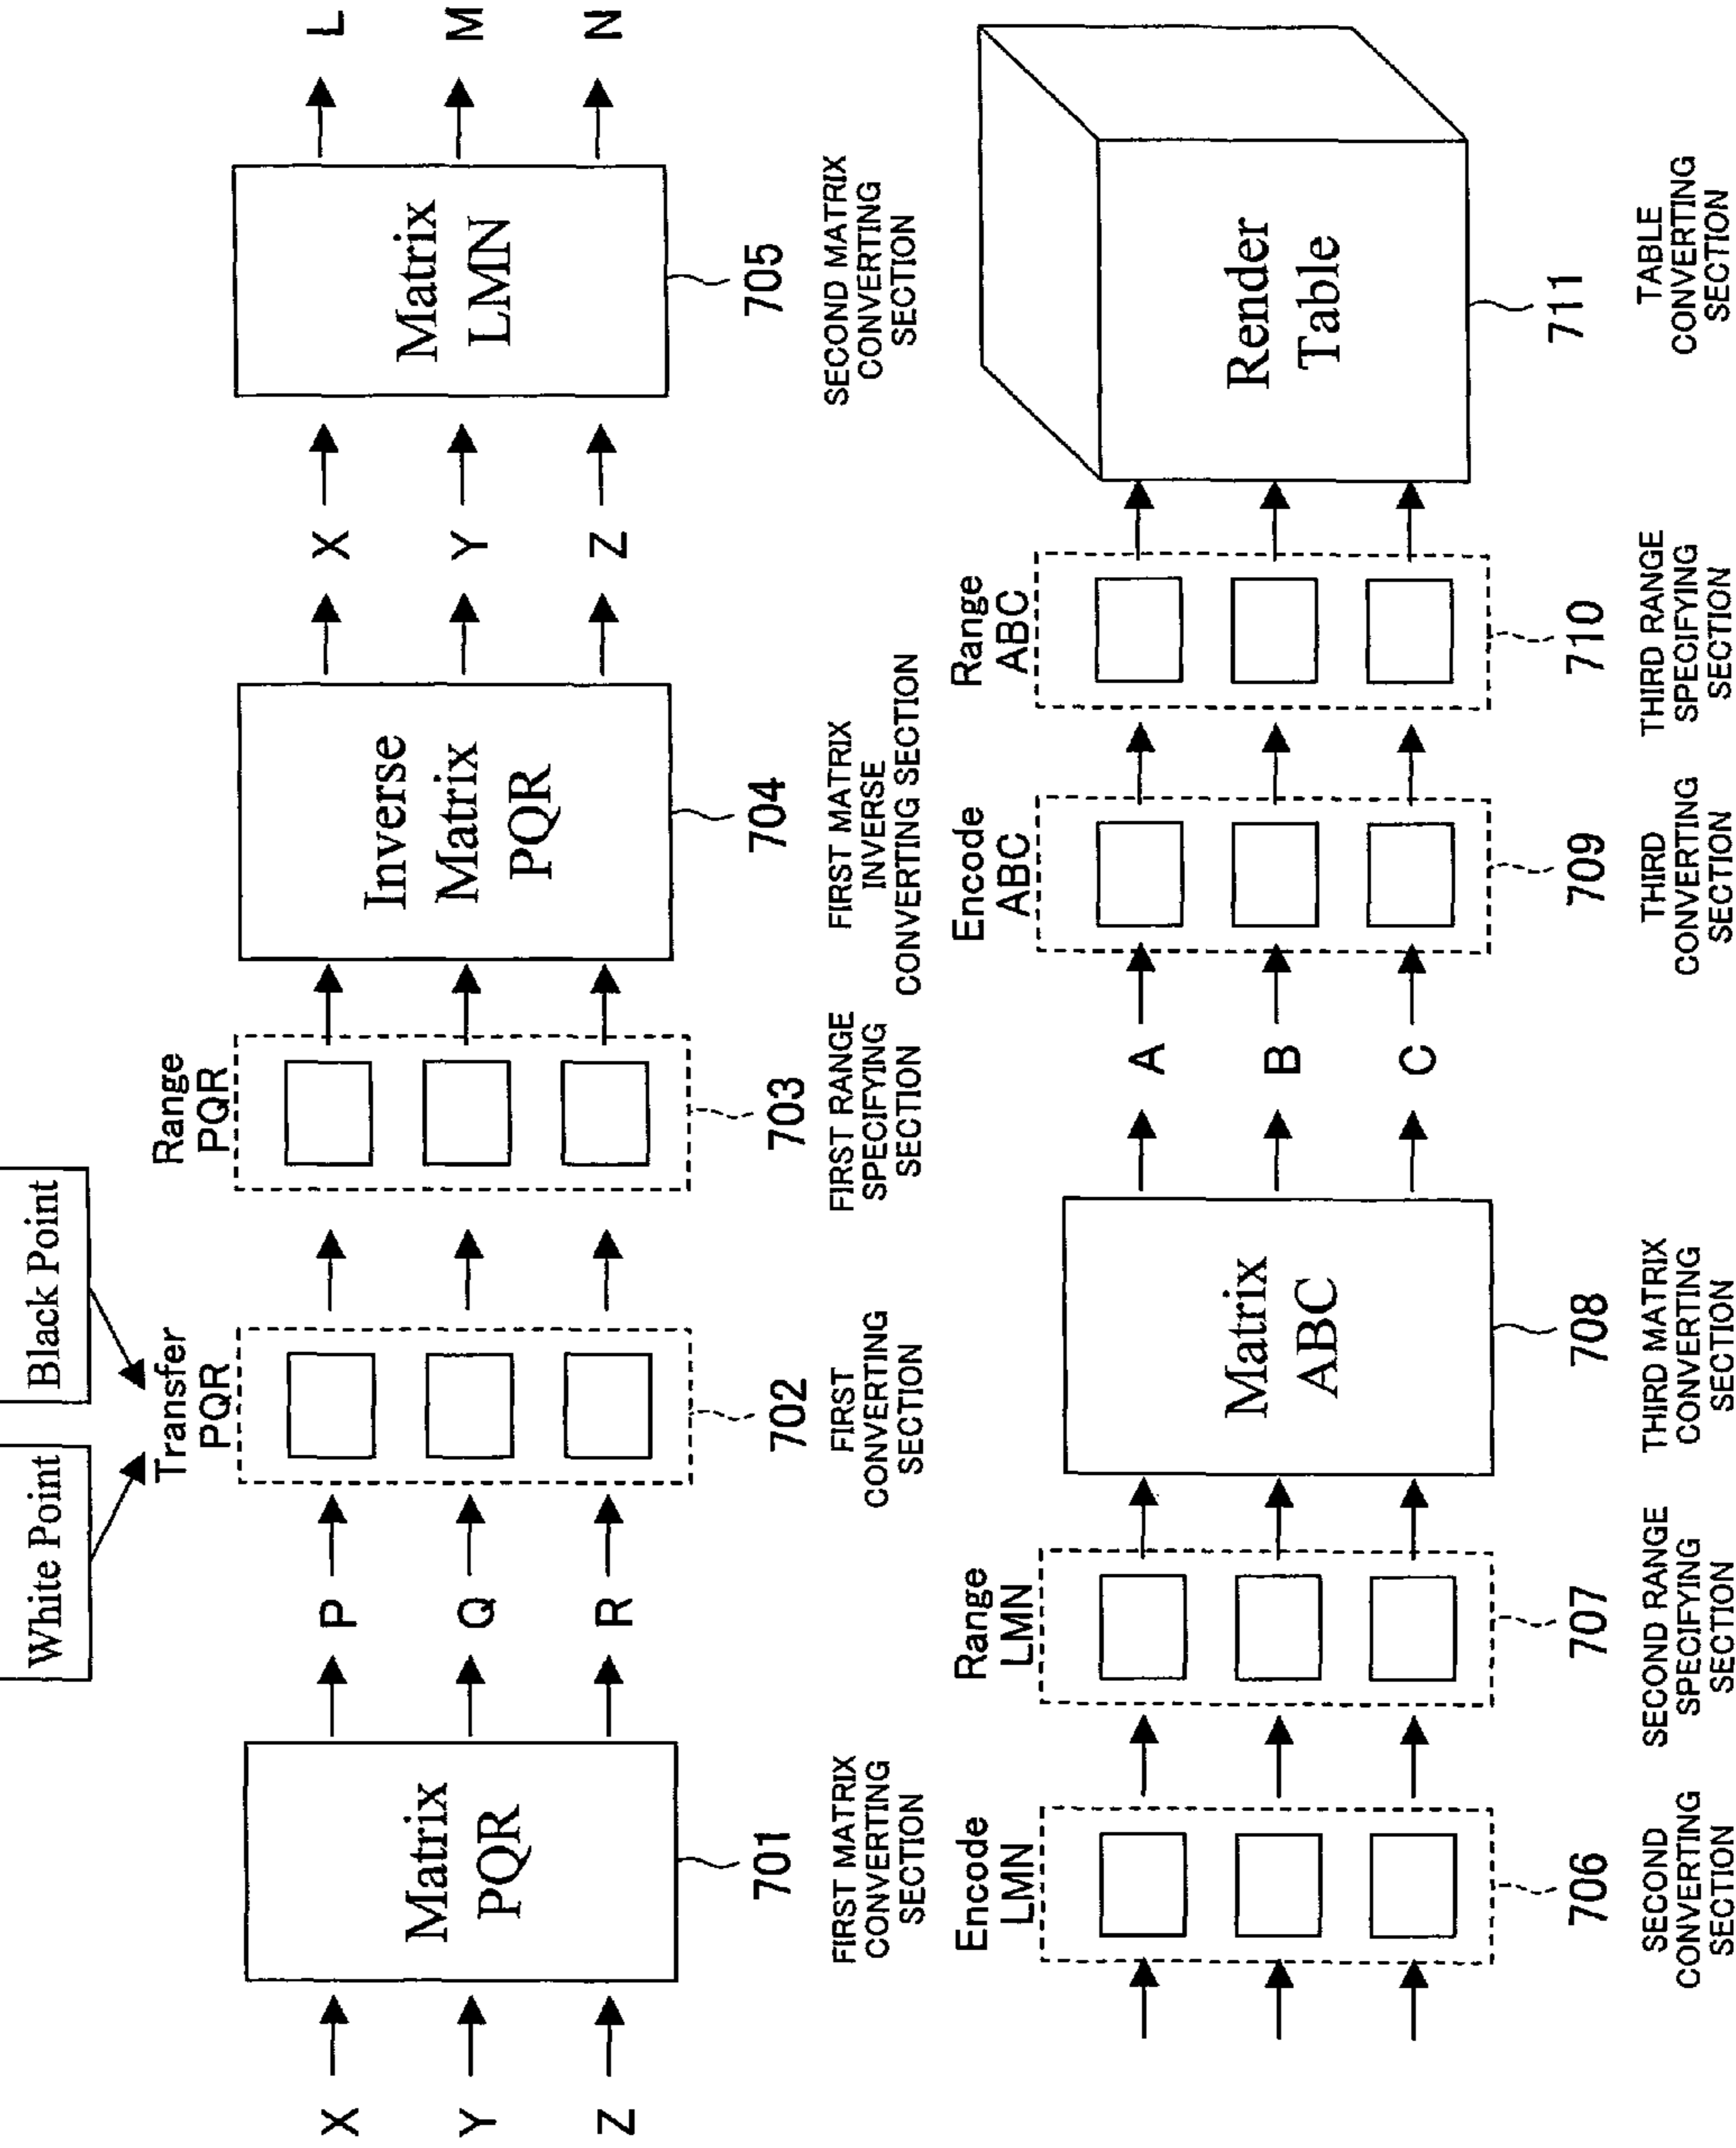 White Point
Black Point
Transfer
PQR
Range
PQR
X
Y
Z
Matrix
PQR
P
Q
R
Inverse
Matrix
PQR
X
Y
Z
Matrix
LMN
L
M
N
701
702
703
704
705
FIRST MATRIX
CONVERTING
SECTION
FIRST
CONVERTING
SECTION
FIRST RANGE
SPECIFYING
SECTION
FIRST MATRIX
INVERSE
CONVERTING SECTION
SECOND MATRIX
CONVERTING
SECTION
Encode
LMN
Range
LMN
Matrix
ABC
A
B
C
Encode
ABC
Range
ABC
Render
Table
706
707
708
709
710
711
SECOND
CONVERTING
SECTION
SECOND RANGE
SPECIFYING
SECTION
THIRD MATRIX
CONVERTING
SECTION
THIRD
CONVERTING
SECTION
THIRD RANGE
SPECIFYING
SECTION
TABLE
CONVERTING
SECTION